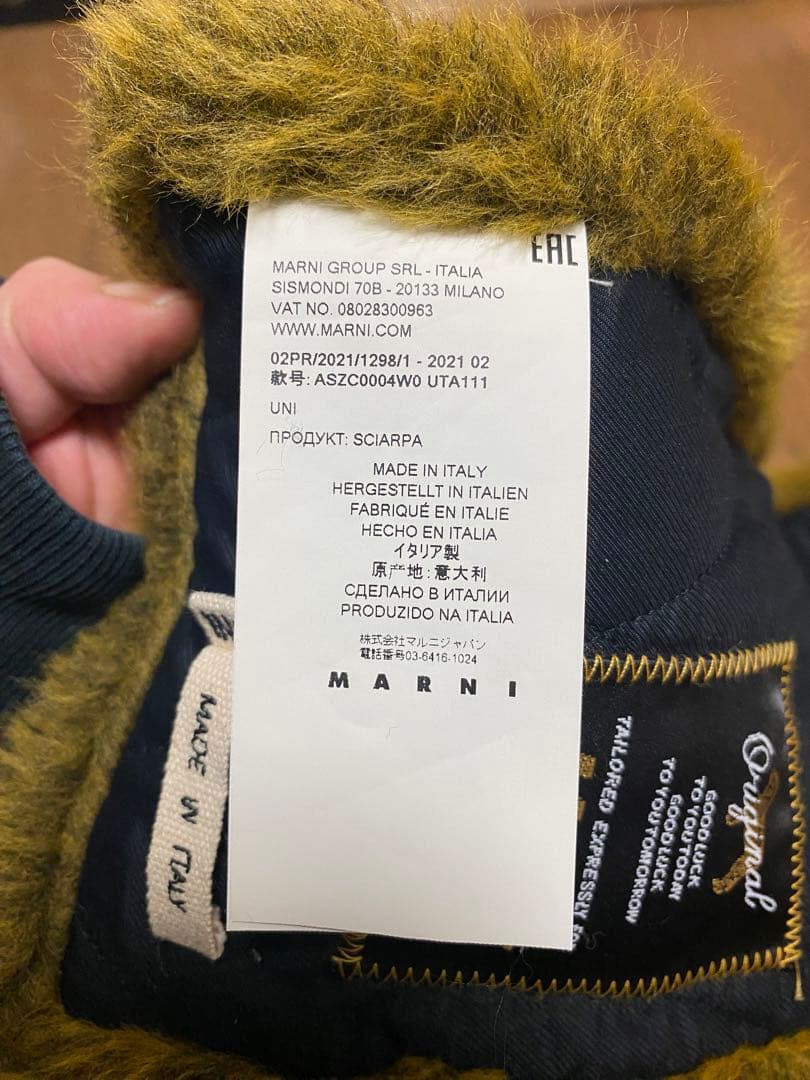 EAC
MARNI GROUP SRL - ITALIA
SISMONDI 70B - 20133 MILANO
VAT NO. 08028300963
WWW.MARNI.COM
02PR/2021/1298/1 - 2021 02
款号: ASZC0004W0 UTA111
UNI
ПРОДУКТ: SCIARPA
MADE IN ITALY
HERGESTELLT IN ITALIEN
FABRIQUÉ EN ITALIE
HECHO EN ITALIA
イタリア製
原产地: 意大利
СДЕЛАНО В ИТАЛИИ
PRODUZIDO NA ITALIA
株式会社マルニジャパン
電話番号03-6416-1024
MARNI
MADE IN ITALY
Original
GOOD LUCK
TO YOU TODAY
GOOD LUCK
TO YOU TOMORROW
TAILORED EXPRESSLY